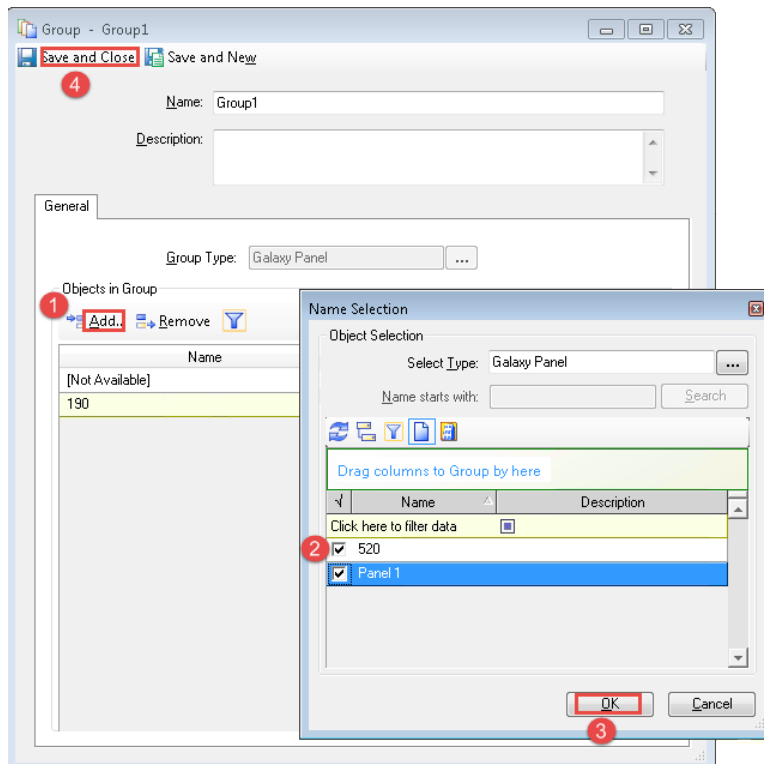 Group - Group1
Save and Close Save and New
4
Name: Group1
Description:
General
Group Type: Galaxy Panel ...
Objects in Group
1
Add.. Remove
Name
[Not Available]
190
Name Selection
Object Selection
Select Type: Galaxy Panel ...
Name starts with: Search
Drag columns to Group by here
√ Name Description
Click here to filter data
2 520
Panel 1
OK Cancel
3